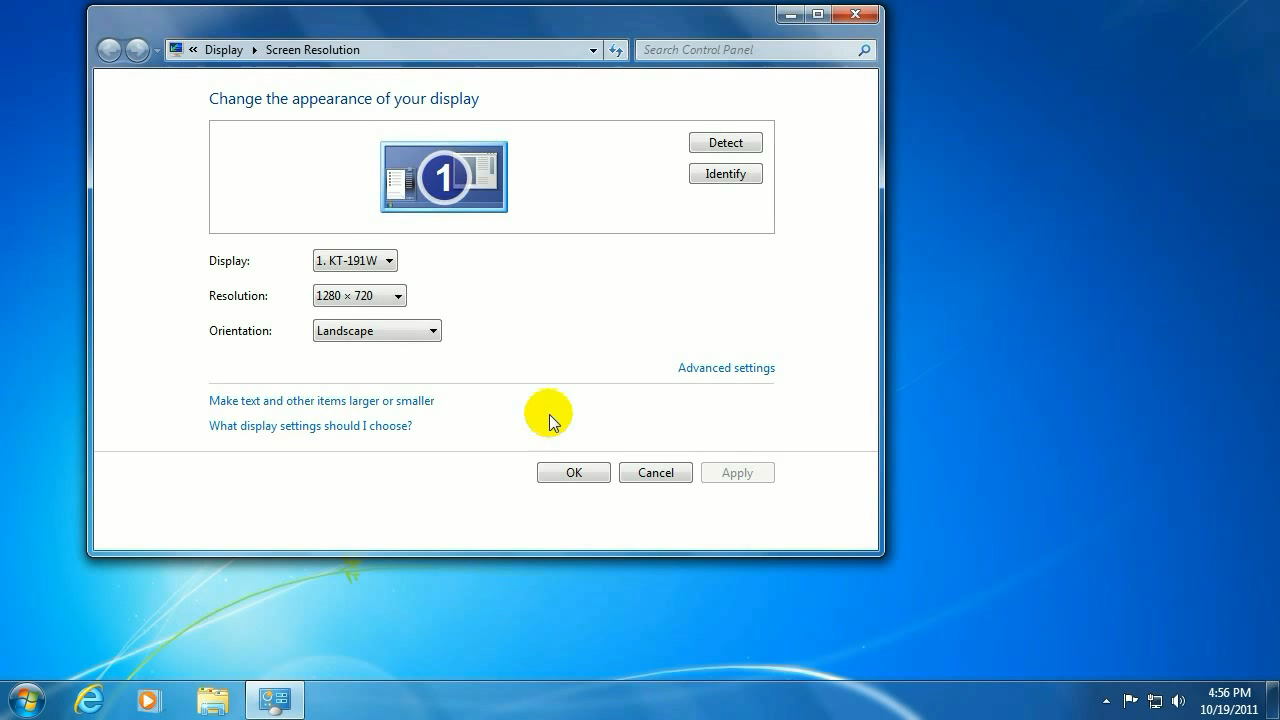 « Display ▸ Screen Resolution
Search Control Panel
Change the appearance of your display
1
Detect
Identify
Display: 1. KT-191W
Resolution: 1280 × 720
Orientation: Landscape
Advanced settings
Make text and other items larger or smaller
What display settings should I choose?
OK Cancel Apply
4:56 PM
10/19/2011